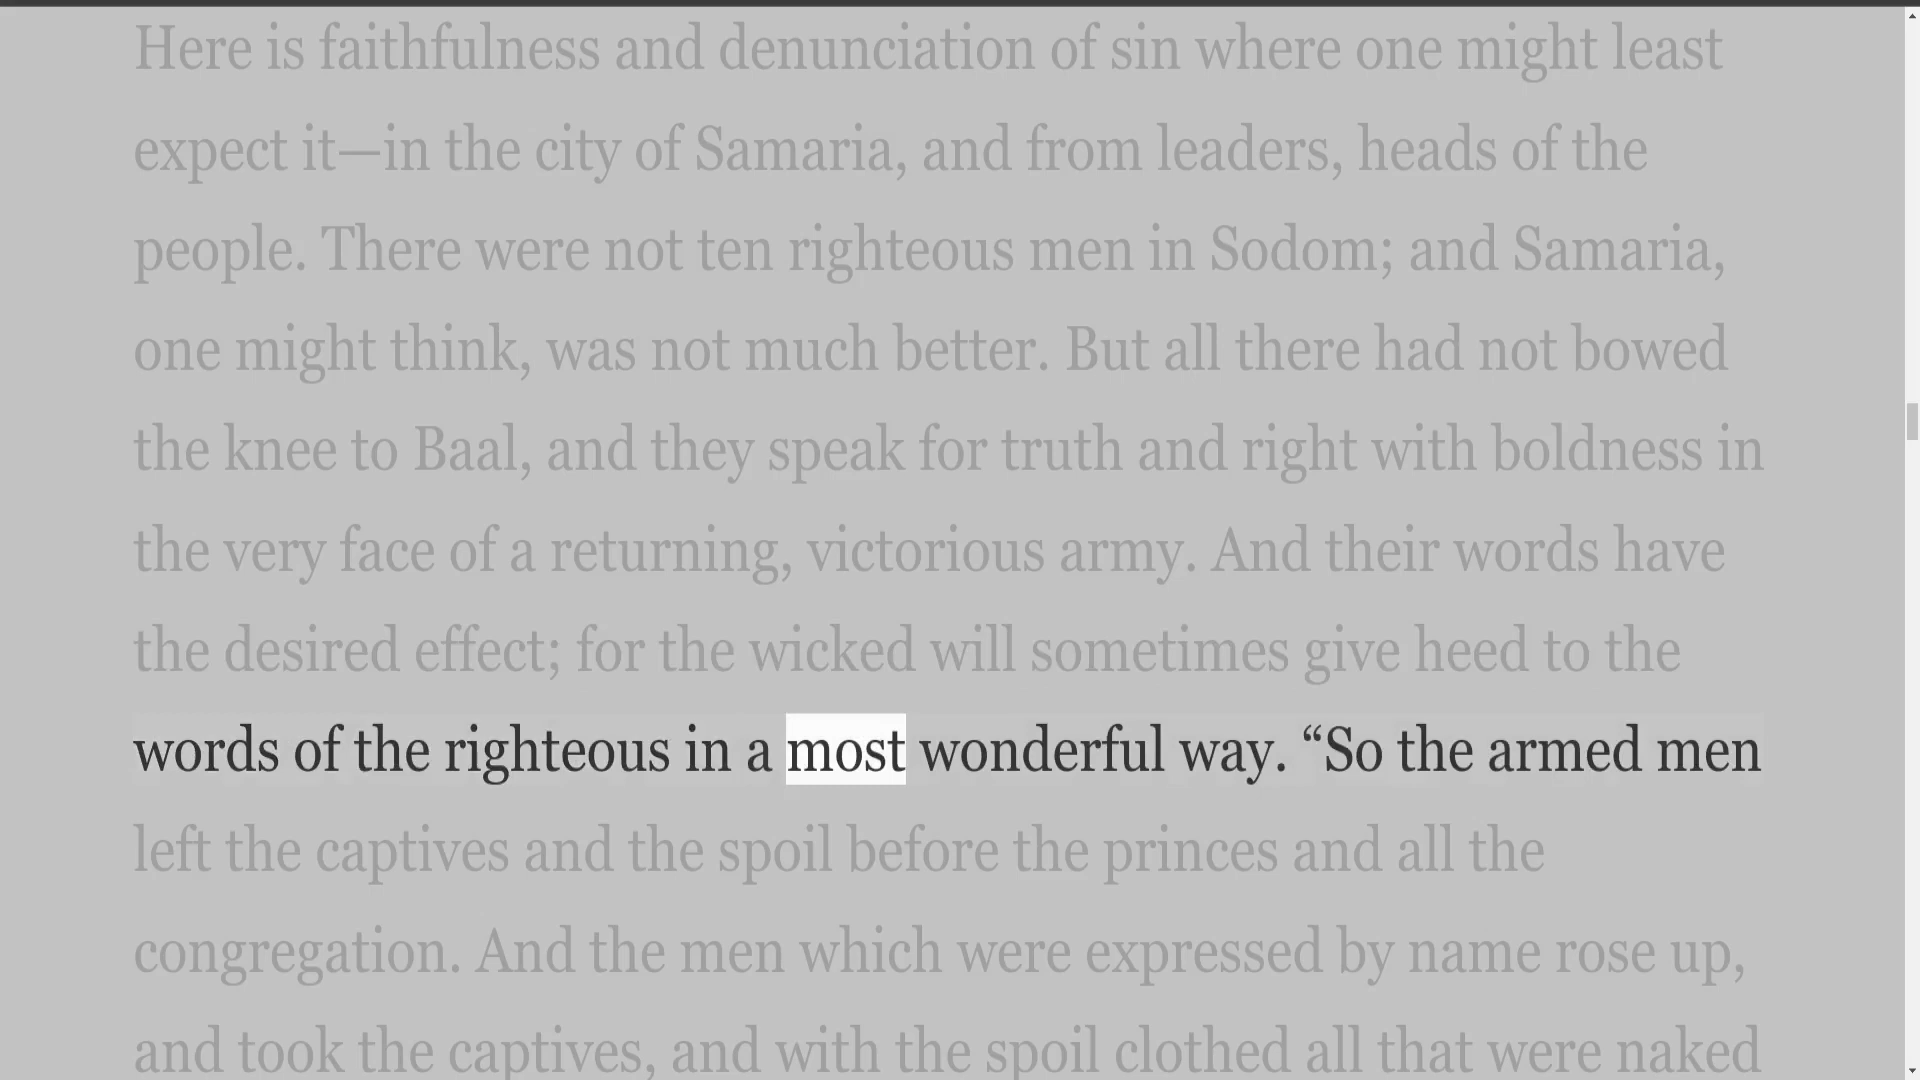 Here is faithfulness and denunciation of sin where one might least
expect it—in the city of Samaria, and from leaders, heads of the
people. There were not ten righteous men in Sodom; and Samaria,
one might think, was not much better. But all there had not bowed
the knee to Baal, and they speak for truth and right with boldness in
the very face of a returning, victorious army. And their words have
the desired effect; for the wicked will sometimes give heed to the
words of the righteous in a most wonderful way. “So the armed men
left the captives and the spoil before the princes and all the
congregation. And the men which were expressed by name rose up,
and took the captives, and with the spoil clothed all that were naked